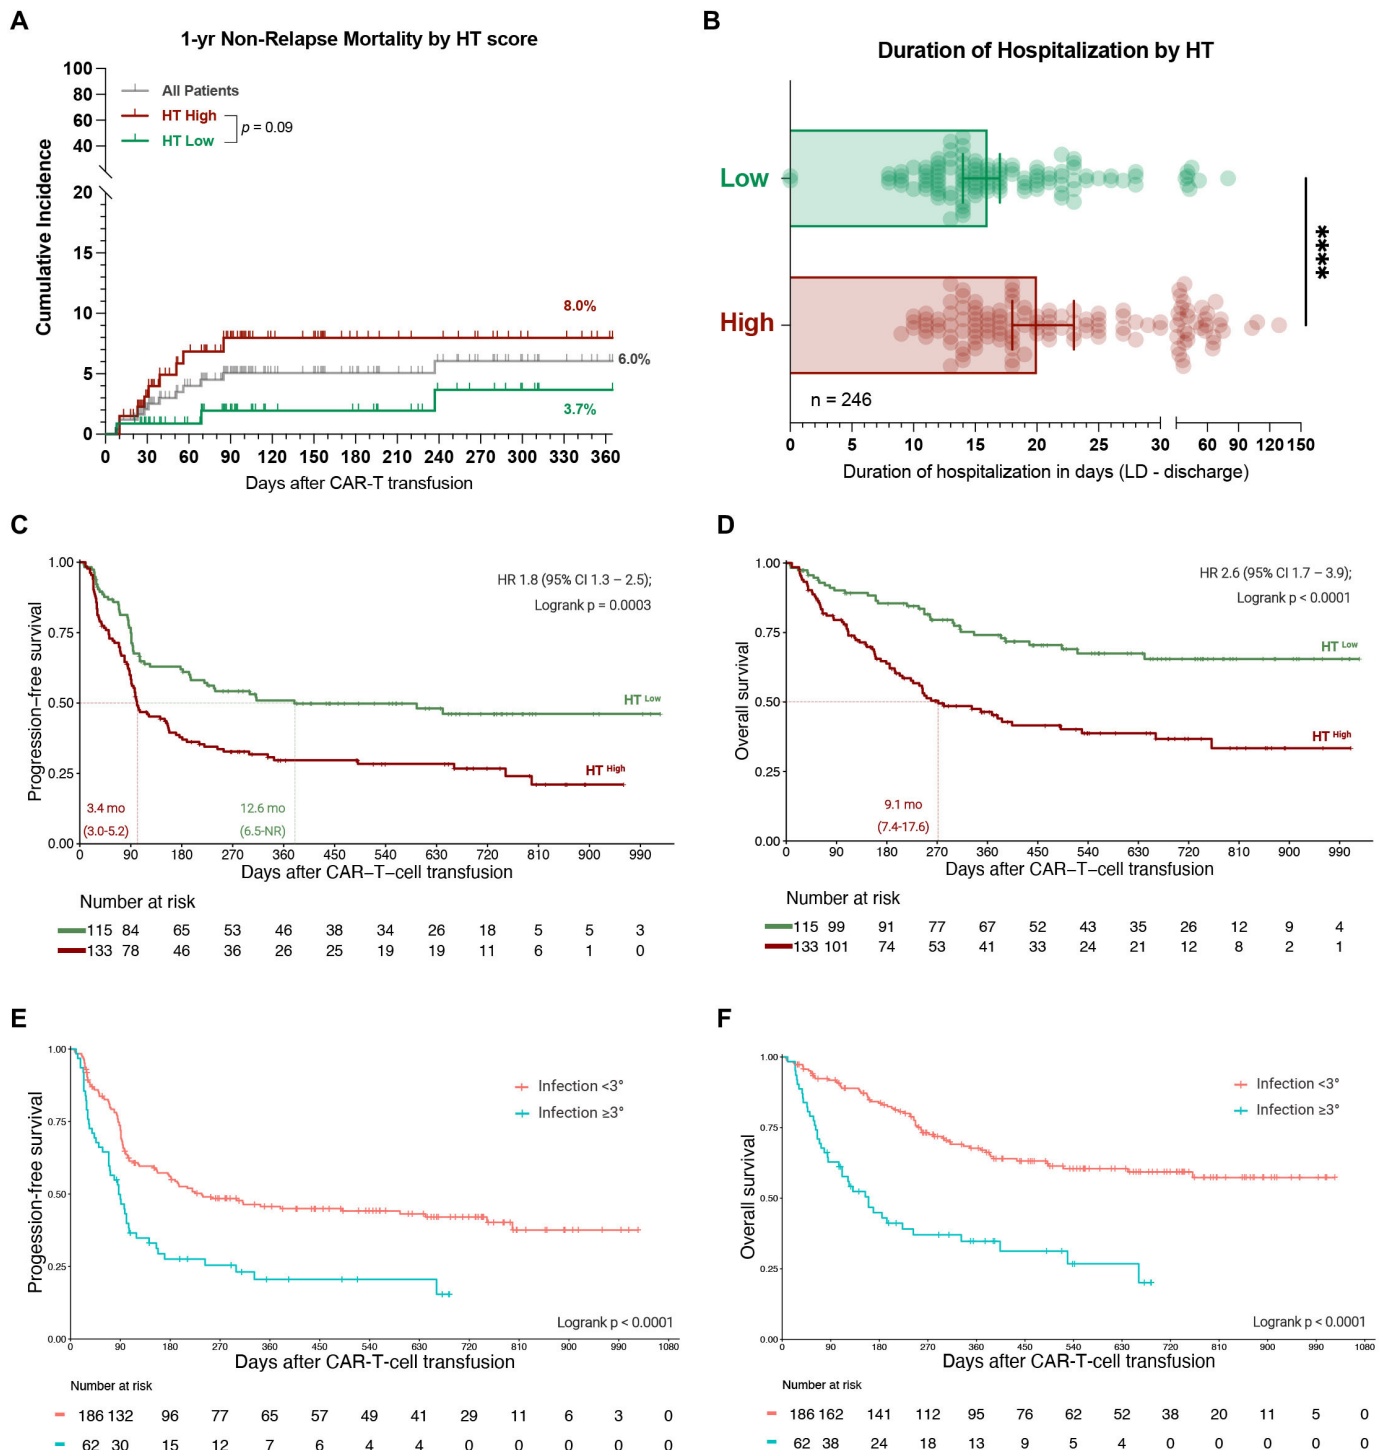 A
1-yr Non-Relapse Mortality by HT score
100
80
60
40
20
15
10
5
0
Cumulative Incidence
All Patients
HT High
HT Low
p = 0.09
8.0%
6.0%
3.7%
0 30 60 90 120 150 180 210 240 270 300 330 360
Days after CAR-T transfusion
B
Duration of Hospitalization by HT
Low
High
****
n = 246
0 5 10 15 20 25 30 60 90 120 150
Duration of hospitalization in days (LD - discharge)
C
1.00
0.75
0.50
0.25
0.00
Progression–free survival
HR 1.8 (95% CI 1.3 – 2.5);
Logrank p = 0.0003
HT Low
HT High
3.4 mo
(3.0-5.2)
12.6 mo
(6.5-NR)
0 90 180 270 360 450 540 630 720 810 900 990
Days after CAR–T–cell transfusion
Number at risk
115 84 65 53 46 38 34 26 18 5 5 3
133 78 46 36 26 25 19 19 11 6 1 0
D
1.00
0.75
0.50
0.25
0.00
Overall survival
HR 2.6 (95% CI 1.7 – 3.9);
Logrank p < 0.0001
HT Low
HT High
9.1 mo
(7.4-17.6)
0 90 180 270 360 450 540 630 720 810 900 990
Days after CAR–T–cell transfusion
Number at risk
115 99 91 77 67 52 43 35 26 12 9 4
133 101 74 53 41 33 24 21 12 8 2 1
E
1.00
0.75
0.50
0.25
0.00
Progession-free survival
Infection <3°
Infection ≥3°
Logrank p < 0.0001
0 90 180 270 360 450 540 630 720 810 900 990 1080
Days after CAR-T-cell transfusion
Number at risk
186 132 96 77 65 57 49 41 29 11 6 3 0
62 30 15 12 7 6 4 4 0 0 0 0 0
F
1.00
0.75
0.50
0.25
0.00
Overall survival
Infection <3°
Infection ≥3°
Logrank p < 0.0001
0 90 180 270 360 450 540 630 720 810 900 990 1080
Days after CAR-T-cell transfusion
Number at risk
186 162 141 112 95 76 62 52 38 20 11 5 0
62 38 24 18 13 9 5 4 0 0 0 0 0